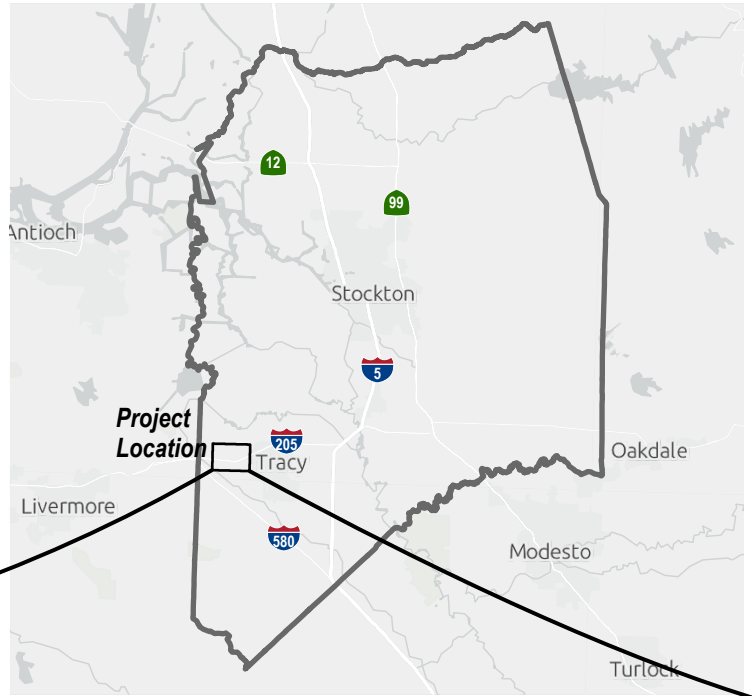 12
99
Antioch
Stockton
5
Project
Location
205
Tracy
Oakdale
Livermore
580
Modesto
Turlock